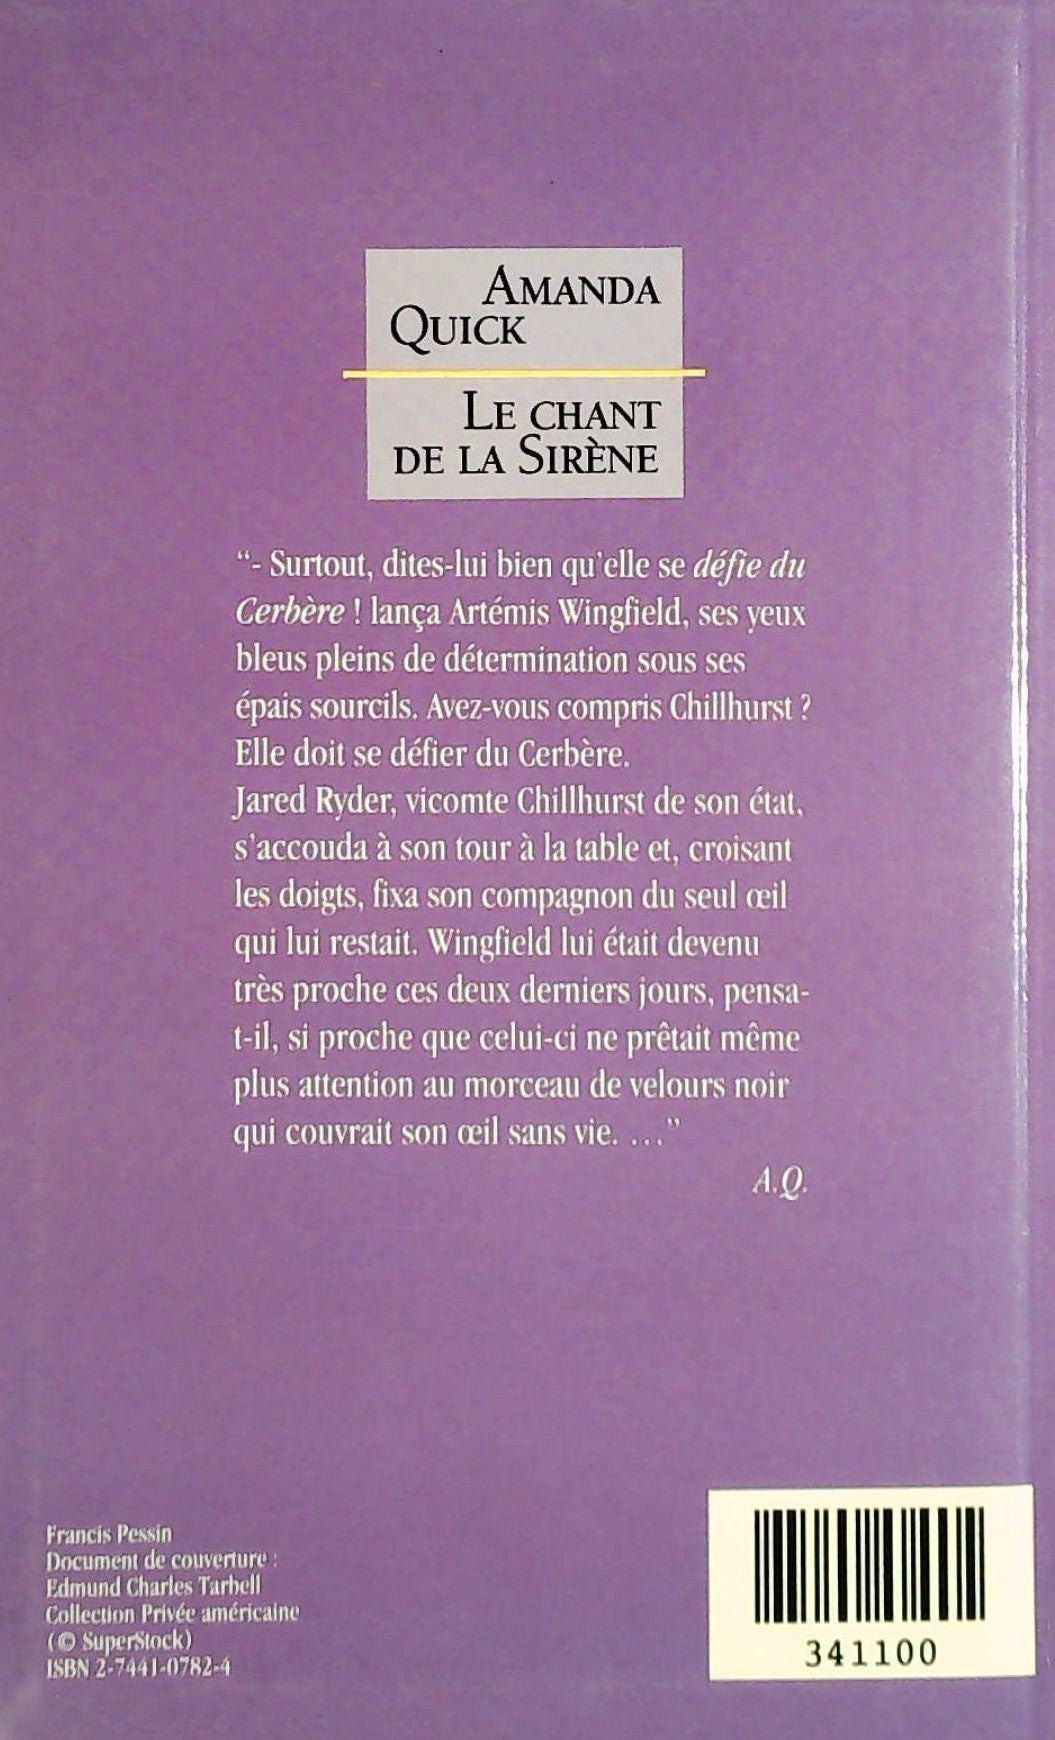 AMANDA
QUICK
LE CHANT
DE LA SIRÈNE
“- Surtout, dites-lui bien qu'elle se défie du
Cerbère ! lança Artémis Wingfield, ses yeux
bleus pleins de détermination sous ses
épais sourcils. Avez-vous compris Chillhurst ?
Elle doit se défier du Cerbère.
Jared Ryder, vicomte Chillhurst de son état,
s'accouda à son tour à la table et, croisant
les doigts, fixa son compagnon du seul œil
qui lui restait. Wingfield lui était devenu
très proche ces deux derniers jours, pensa-
t-il, si proche que celui-ci ne prêtait même
plus attention au morceau de velours noir
qui couvrait son œil sans vie. ...”
A.Q.
Francis Pessin
Document de couverture :
Edmund Charles Tarbell
Collection Privée américaine
(© SuperStock)
ISBN 2-7441-0782-4
341100